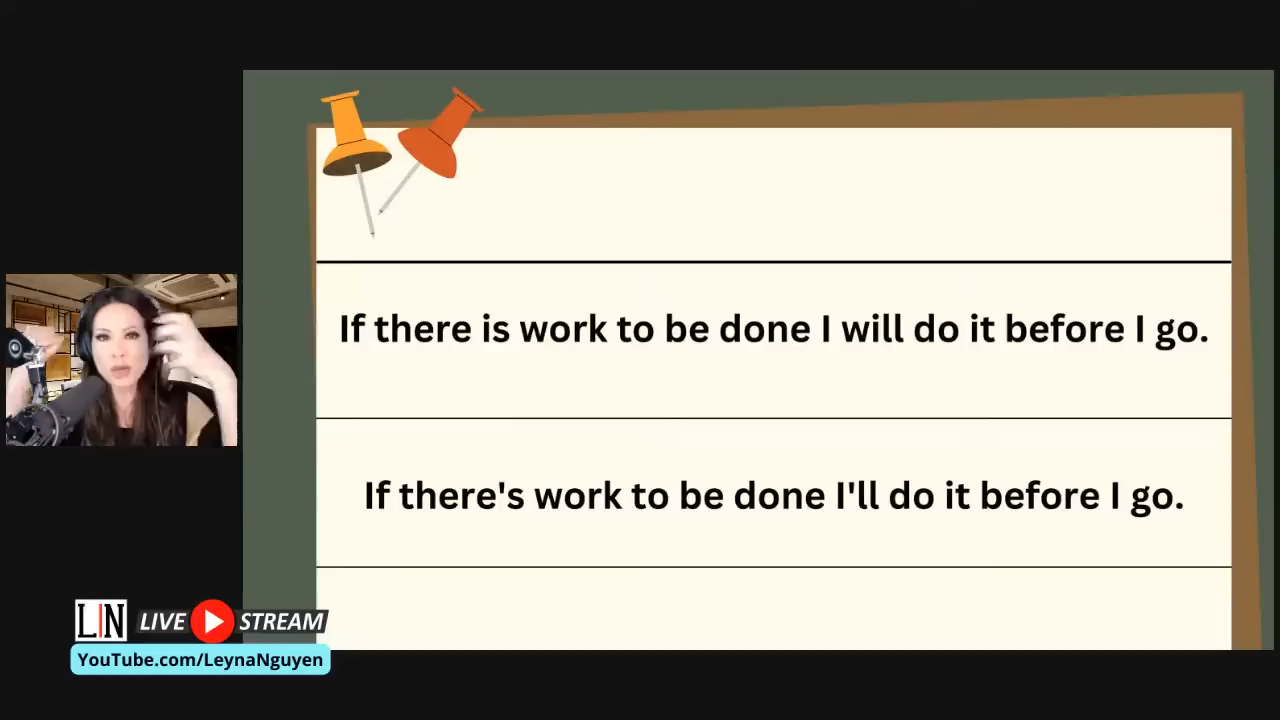 If there is work to be done I will do it before I go.
If there's work to be done I'll do it before I go.
LIN LIVE STREAM
YouTube.com/LeynaNguyen